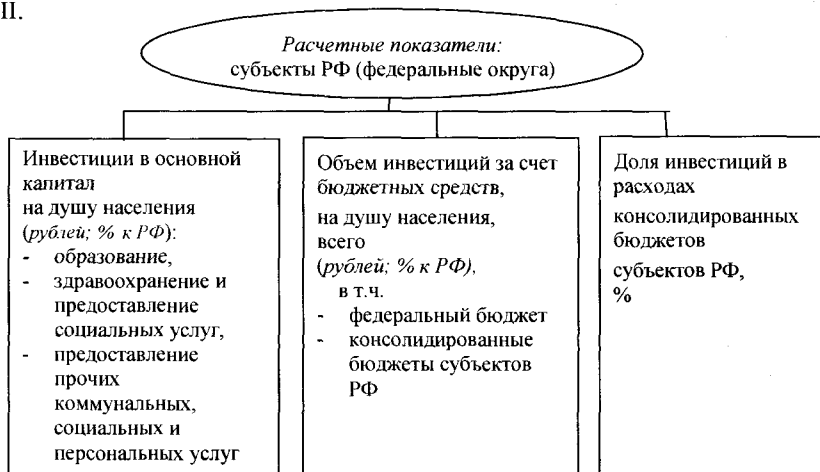 II.
Расчетные показатели:
субъекты РФ (федеральные округа)
Инвестиции в основной
капитал
на душу населения
(рублей; % к РФ):
- образование,
- здравоохранение и
предоставление
социальных услуг,
- предоставление
прочих
коммунальных,
социальных и
персональных услуг
Объем инвестиций за счет
бюджетных средств,
на душу населения,
всего
(рублей; % к РФ),
в т.ч.
- федеральный бюджет
- консолидированные
бюджеты субъектов
РФ
Доля инвестиций в
расходах
консолидированных
бюджетов
субъектов РФ,
%